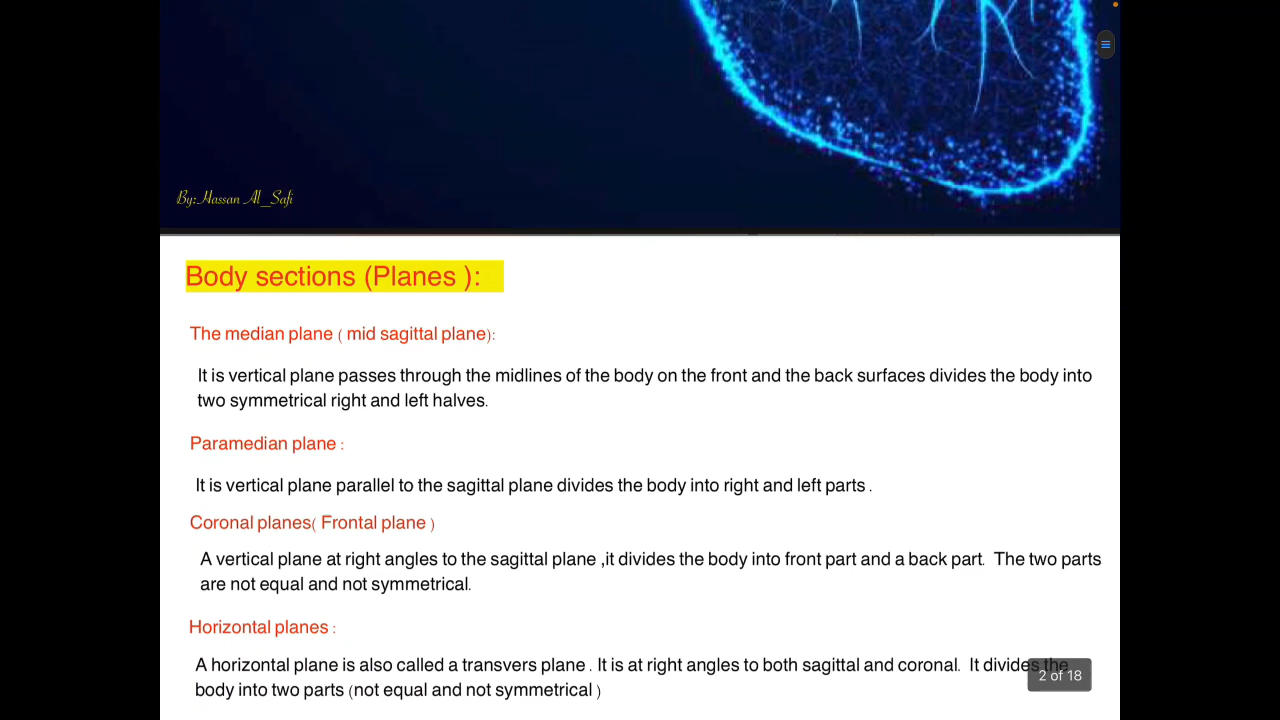 By:Hassan Al_Safi
Body sections (Planes ):
The median plane ( mid sagittal plane):
It is vertical plane passes through the midlines of the body on the front and the back surfaces divides the body into
two symmetrical right and left halves.
Paramedian plane :
It is vertical plane parallel to the sagittal plane divides the body into right and left parts .
Coronal planes( Frontal plane )
A vertical plane at right angles to the sagittal plane ,it divides the body into front part and a back part. The two parts
are not equal and not symmetrical.
Horizontal planes :
A horizontal plane is also called a transvers plane . It is at right angles to both sagittal and coronal. It divides the
body into two parts (not equal and not symmetrical )
2 of 18